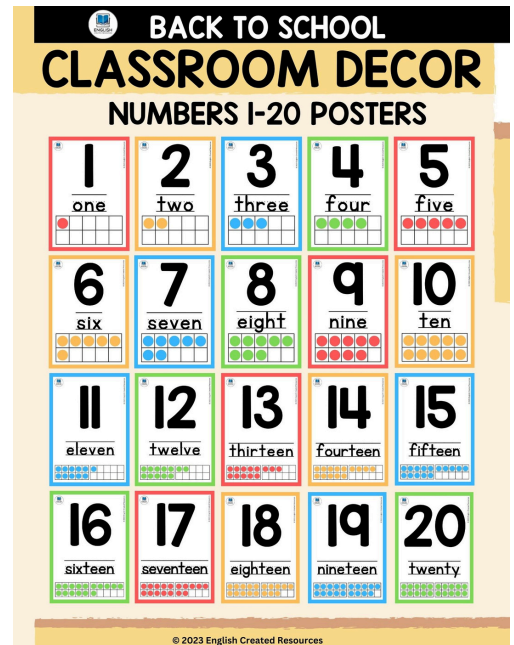 ENGLISH
BACK TO SCHOOL
CLASSROOM DECOR
NUMBERS 1-20 POSTERS
1 2 3 4 5
one two three four five
6 7 8 9 10
six seven eight nine ten
11 12 13 14 15
eleven twelve thirteen fourteen fifteen
16 17 18 19 20
sixteen seventeen eighteen nineteen twenty
© 2023 English Created Resources